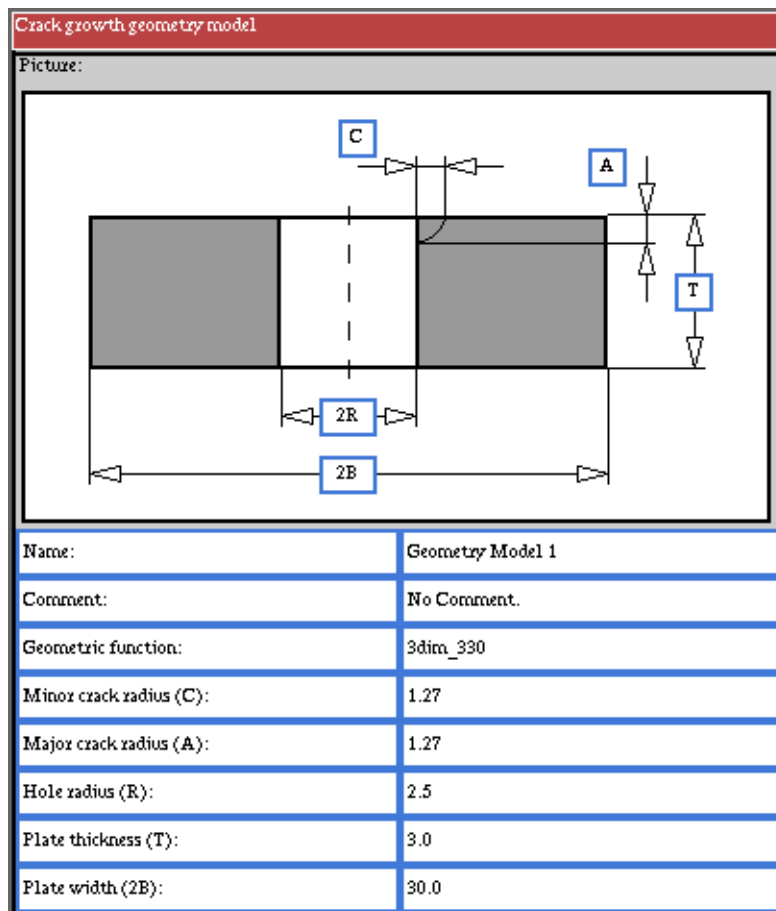 Crack growth geometry model
Picture:
C
A
T
2R
2B
Name: Geometry Model 1
Comment: No Comment.
Geometric function: 3dim_330
Minor crack radius (C): 1.27
Major crack radius (A): 1.27
Hole radius (R): 2.5
Plate thickness (T): 3.0
Plate width (2B): 30.0